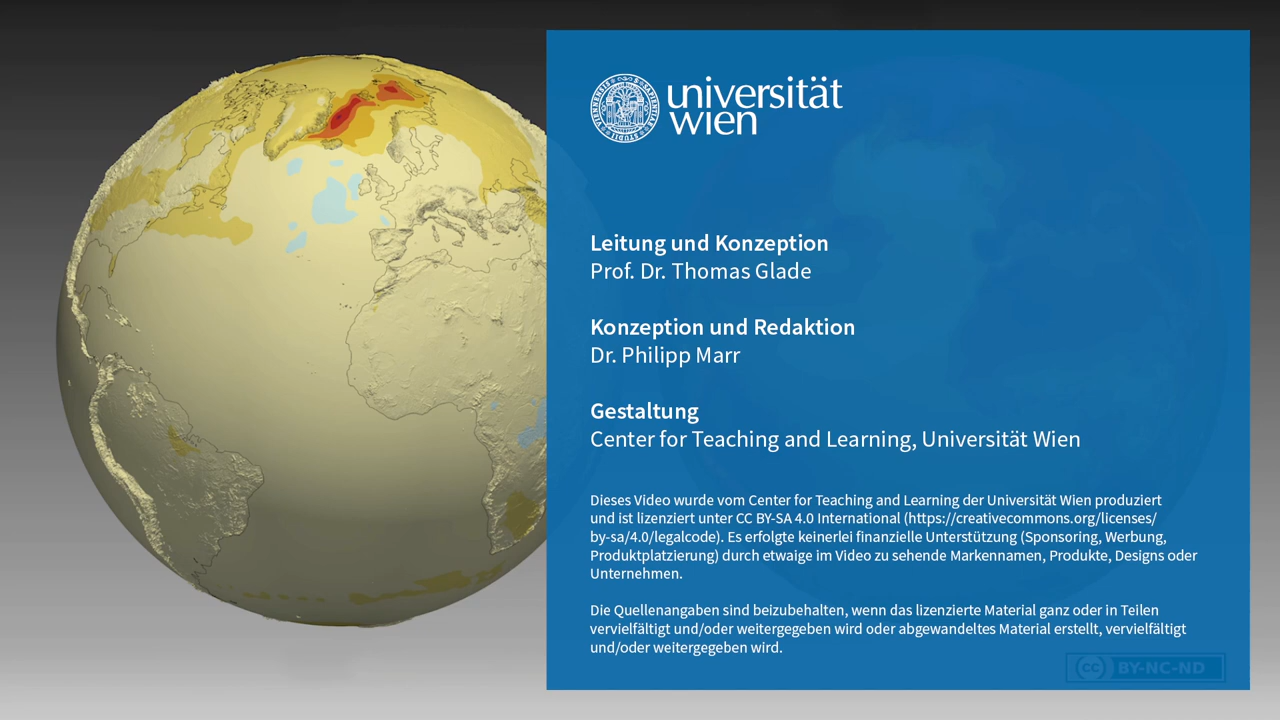 universität
wien
Leitung und Konzeption
Prof. Dr. Thomas Glade
Konzeption und Redaktion
Dr. Philipp Marr
Gestaltung
Center for Teaching and Learning, Universität Wien
Dieses Video wurde vom Center for Teaching and Learning der Universität Wien produziert
und ist lizenziert unter CC BY-SA 4.0 International (https://creativecommons.org/licenses/
by-sa/4.0/legalcode). Es erfolgte keinerlei finanzielle Unterstützung (Sponsoring, Werbung,
Produktplatzierung) durch etwaige im Video zu sehende Markennamen, Produkte, Designs oder
Unternehmen.
Die Quellenangaben sind beizubehalten, wenn das lizenzierte Material ganz oder in Teilen
vervielfältigt und/oder weitergegeben wird oder abgewandeltes Material erstellt, vervielfältigt
und/oder weitergegeben wird.
cc BY-NC-ND